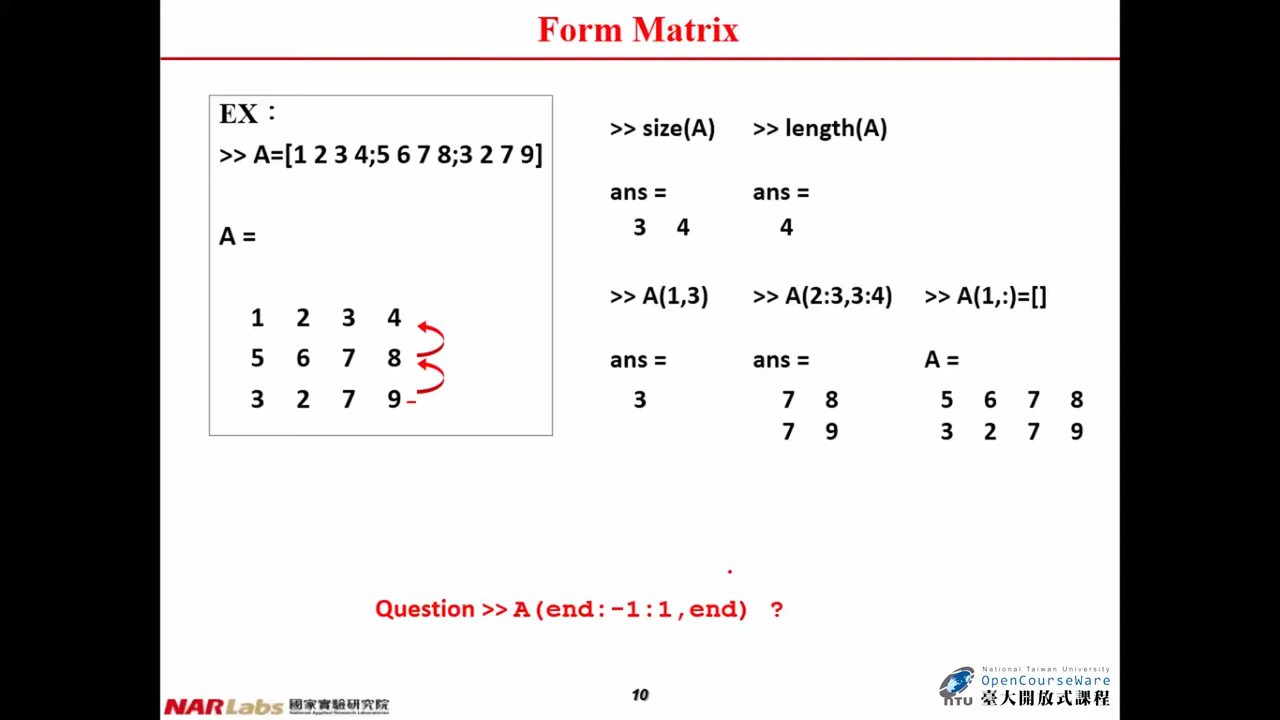 Form Matrix
EX：
>> A=[1 2 3 4;5 6 7 8;3 2 7 9]
A =
1 2 3 4
5 6 7 8
3 2 7 9
>> size(A)
ans =
3 4
>> length(A)
ans =
4
>> A(1,3)
ans =
3
>> A(2:3,3:4)
ans =
7 8
7 9
>> A(1,:)=[]
A =
5 6 7 8
3 2 7 9
Question >> A(end:-1:1,end) ?
NARLabs 國家實驗研究院
National Applied Research Laboratories
10
National Taiwan University
OpenCourseWare
臺大開放式課程
NTU